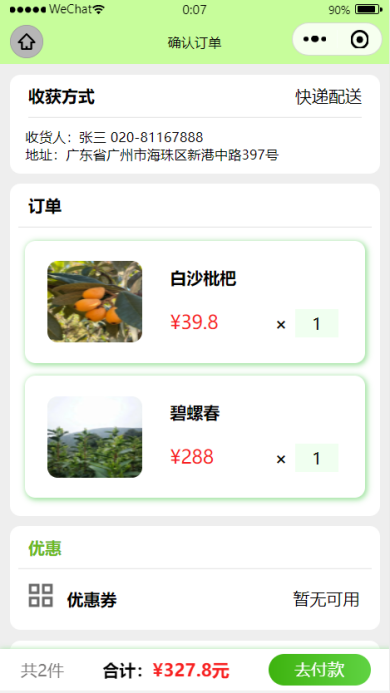 WeChat 0:07 90%
确认订单
收获方式 快递配送
收货人：张三 020-81167888
地址：广东省广州市海珠区新港中路397号
订单
白沙枇杷
¥39.8 × 1
碧螺春
¥288 × 1
优惠
优惠券 暂无可用
共2件 合计：¥327.8元 去付款